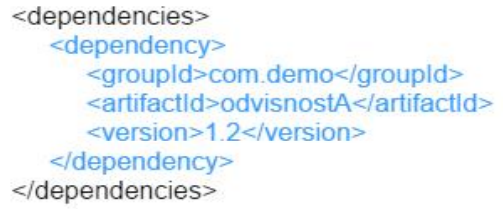 <dependencies>
<dependency>
<groupId>com.demo</groupId>
<artifactId>odvisnostA</artifactId>
<version>1.2</version>
</dependency>
</dependencies>